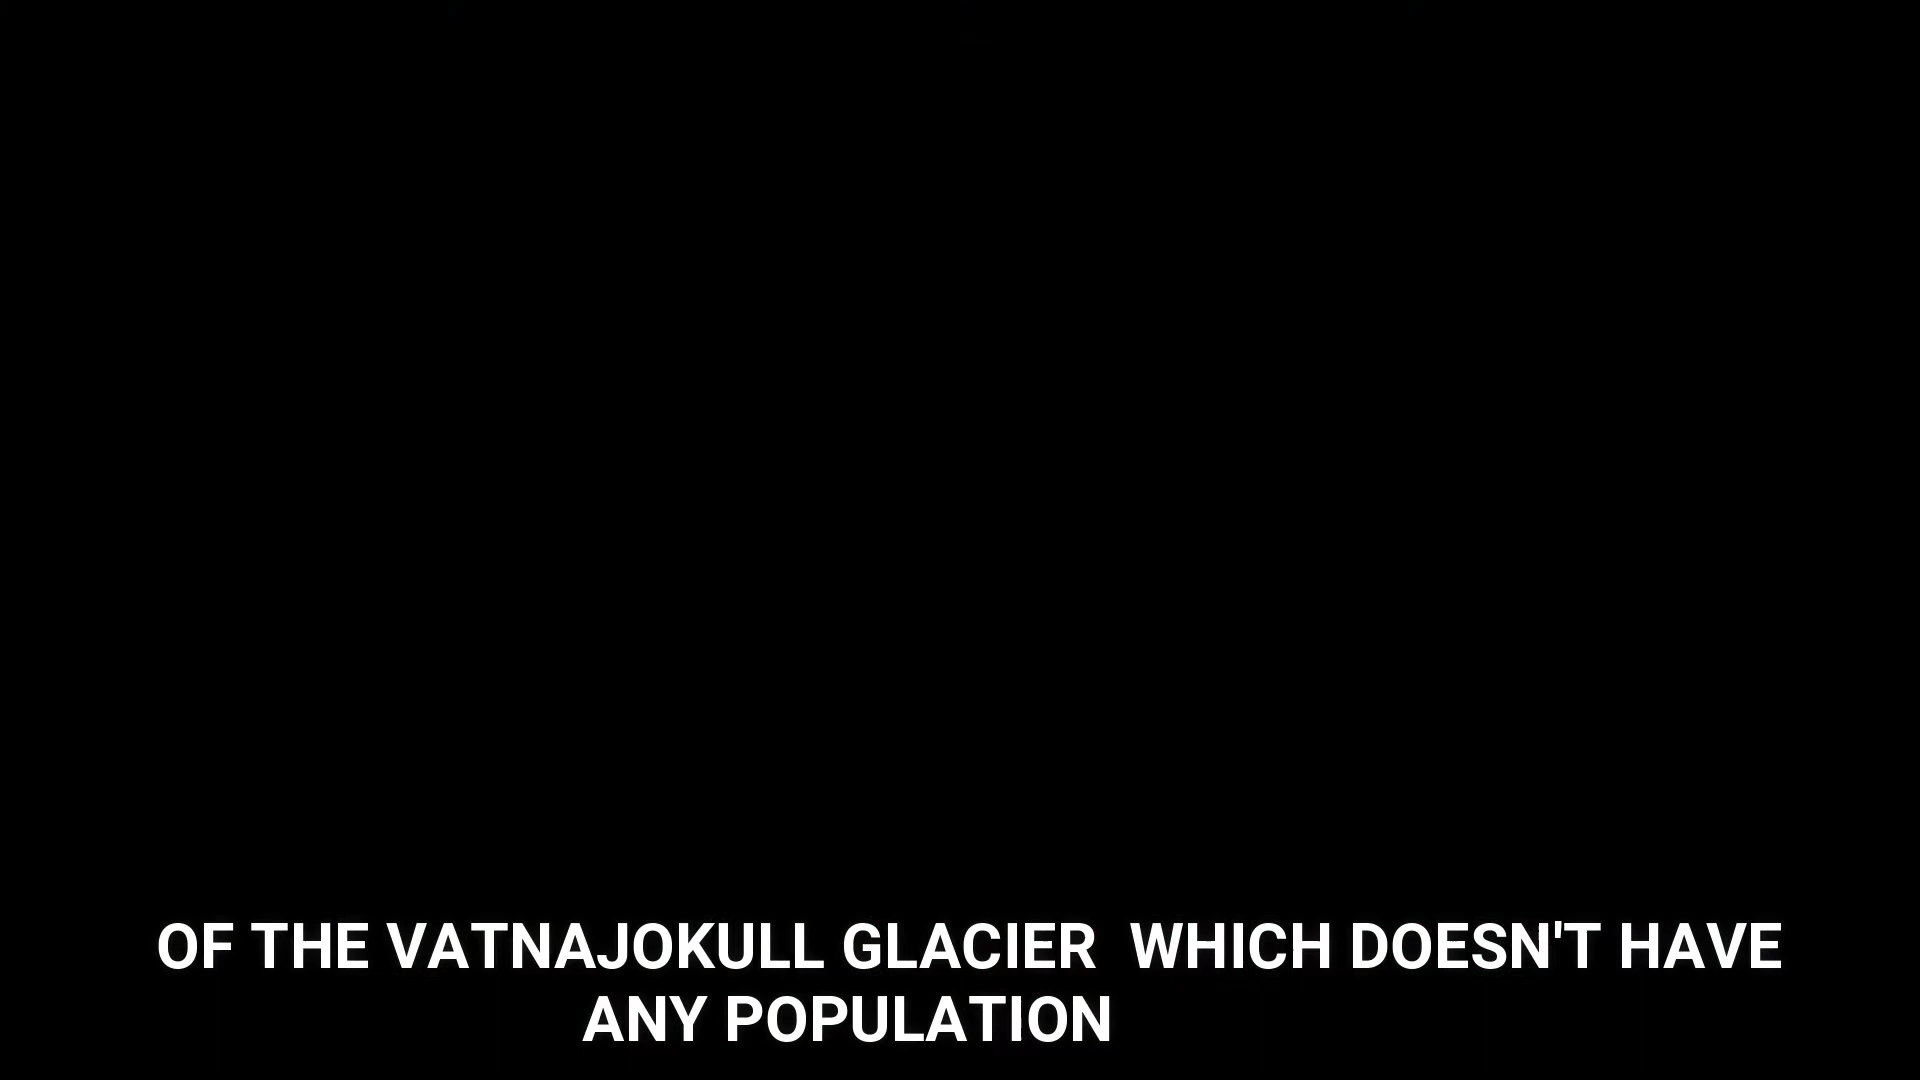 OF THE VATNAJOKULL GLACIER  WHICH DOESN'T HAVE
ANY POPULATION